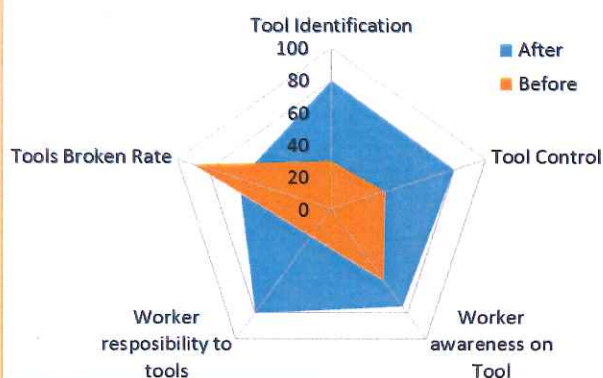 Tool Identification
100
After
80
Before
60
Tools Broken Rate
40
Tool Control
20
0
Worker
resposibility to
tools
Worker
awareness on
Tool